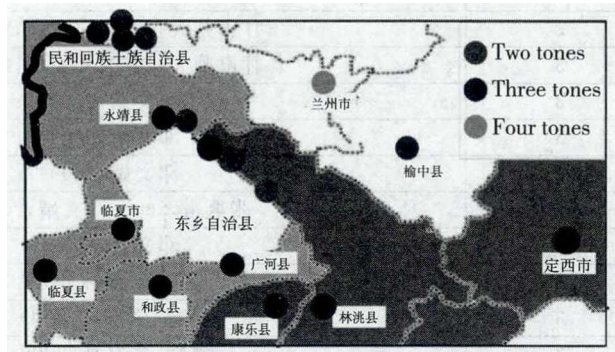 民和回族土族自治县
Two tones
Three tones
Four tones
兰州市
永靖县
榆中县
临夏市
东乡自治县
定西市
广河县
临夏县
和政县
康乐县
林洮县